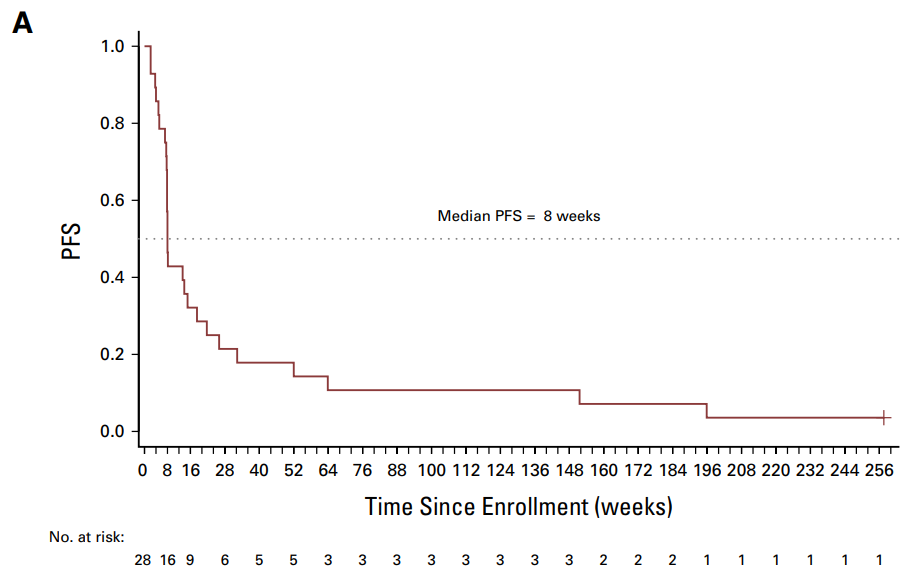 A
1.0
0.8
0.6
0.4
0.2
0.0
PFS
Median PFS = 8 weeks
0 8 16 28 40 52 64 76 88 100 112 124 136 148 160 172 184 196 208 220 232 244 256
Time Since Enrollment (weeks)
No. at risk:
28 16 9 6 5 5 3 3 3 3 3 3 3 3 2 2 2 1 1 1 1 1 1